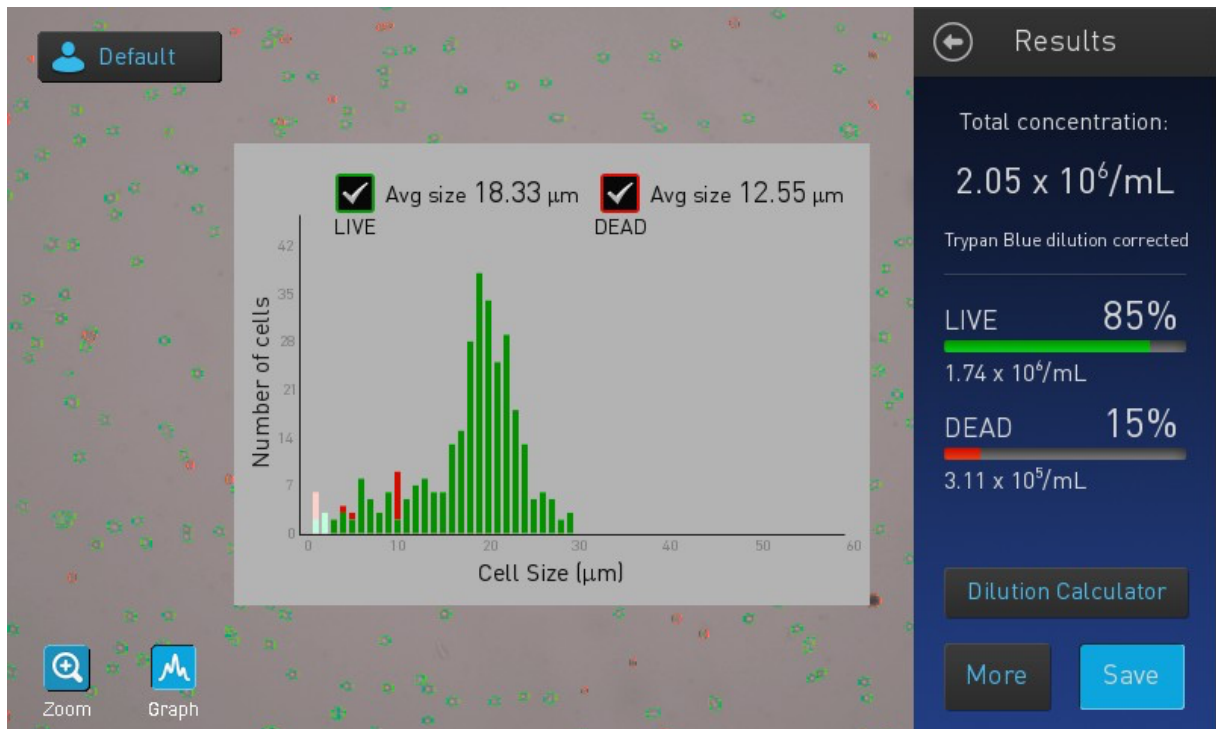 Default
Results
Total concentration:
2.05 x 10⁶/mL
Trypan Blue dilution corrected
LIVE 85%
1.74 x 10⁶/mL
DEAD 15%
3.11 x 10⁵/mL
Dilution Calculator
More Save
Avg size 18.33 μm Avg size 12.55 μm
LIVE DEAD
Number of cells
42
35
28
21
14
7
0
0 10 20 30 40 50 60
Cell Size (μm)
Zoom Graph